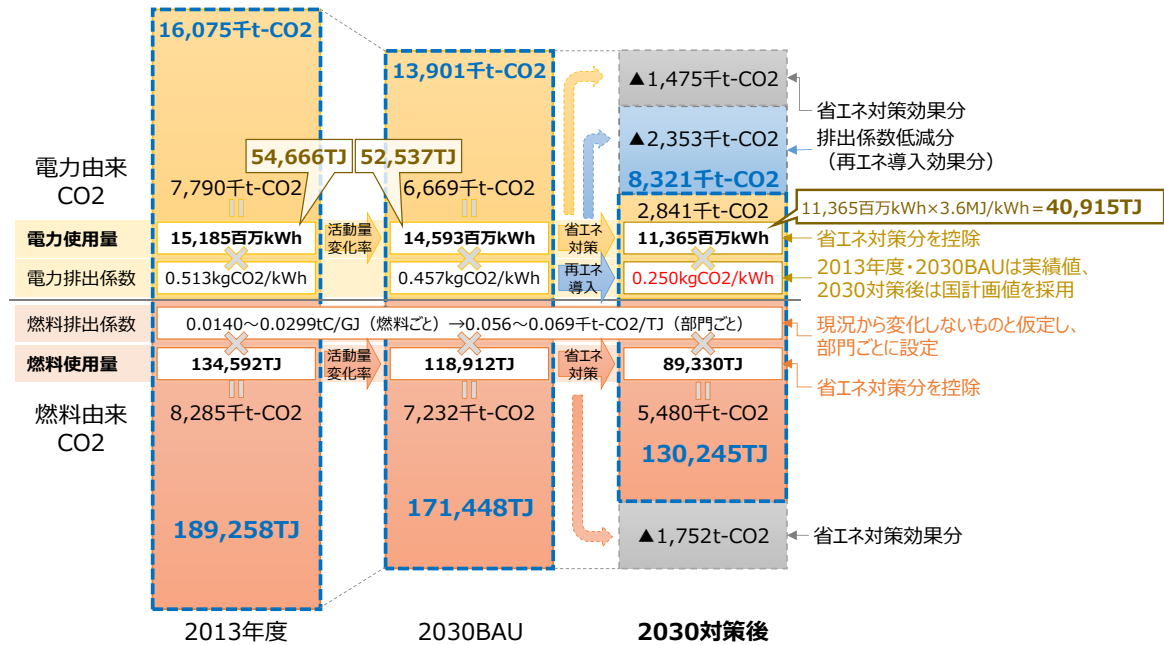 16,075千t-CO2
13,901千t-CO2
▲1,475千t-CO2
省エネ対策効果分
▲2,353千t-CO2
排出係数低減分
（再エネ導入効果分）
電力由来
CO2
54,666TJ
52,537TJ
8,321千t-CO2
7,790千t-CO2
6,669千t-CO2
2,841千t-CO2
11,365百万kWh×3.6MJ/kWh＝40,915TJ
電力使用量
15,185百万kWh
活動量
変化率
14,593百万kWh
省エネ
対策
11,365百万kWh
省エネ対策分を控除
電力排出係数
0.513kgCO2/kWh
0.457kgCO2/kWh
再エネ
導入
0.250kgCO2/kWh
2013年度・2030BAUは実績値、
2030対策後は国計画値を採用
燃料排出係数
0.0140～0.0299tC/GJ（燃料ごと）→0.056～0.069千t-CO2/TJ（部門ごと）
現況から変化しないものと仮定し、
部門ごとに設定
燃料使用量
134,592TJ
活動量
変化率
118,912TJ
省エネ
対策
89,330TJ
省エネ対策分を控除
燃料由来
CO2
8,285千t-CO2
7,232千t-CO2
5,480千t-CO2
130,245TJ
171,448TJ
189,258TJ
▲1,752t-CO2
省エネ対策効果分
2013年度
2030BAU
2030対策後